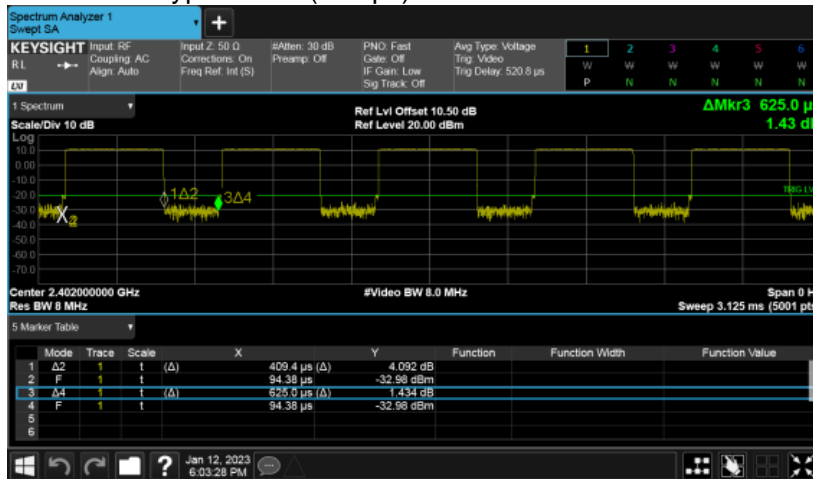 Spectrum Analyzer 1
Swept SA
+
KEYSIGHT Input: RF Input Z: 50 Ω #Atten: 30 dB PNO: Fast Avg Type: Voltage 1 2 3 4 5 6
RL Coupling: AC Corrections: On Preamp: Off Gate: Off Trig: Video W W W W W W
Align: Auto Freq Ref: Int (S) IF Gain: Low Trig Delay: 520.8 µs P N N N N N
LXI Sig Track: Off
1 Spectrum Ref Lvl Offset 10.50 dB ΔMkr3 625.0 µ
Scale/Div 10 dB Ref Level 20.00 dBm 1.43 d
Log
10.0
0.00
-10.0
-20.0 1Δ2 3Δ4 TRIG LV
-30.0
-40.0
-50.0
-60.0
-70.0
Center 2.402000000 GHz #Video BW 8.0 MHz Span 0 H
Res BW 8 MHz Sweep 3.125 ms (5001 pts
5 Marker Table
Mode Trace Scale X Y Function Function Width Function Value
1 Δ2 1 t (Δ) 409.4 µs (Δ) 4.092 dB
2 F 1 t 94.38 µs -32.98 dBm
3 Δ4 1 t (Δ) 625.0 µs (Δ) 1.434 dB
4 F 1 t 94.38 µs -32.98 dBm
5
6
? Jan 12, 2023
6:03:28 PM